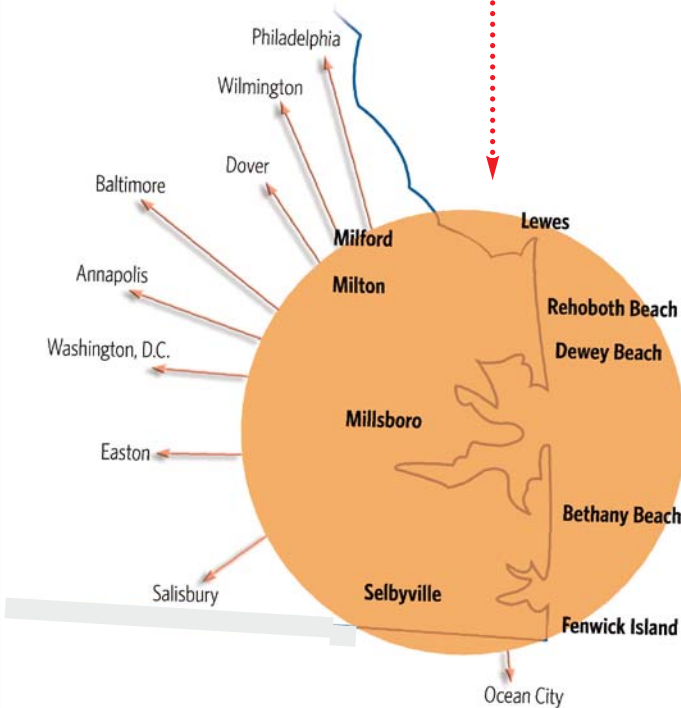 Philadelphia
Wilmington
Dover
Baltimore
Annapolis
Washington, D.C.
Easton
Salisbury
Ocean City
Milford
Lewes
Milton
Rehoboth Beach
Dewey Beach
Millsboro
Bethany Beach
Selbyville
Fenwick Island